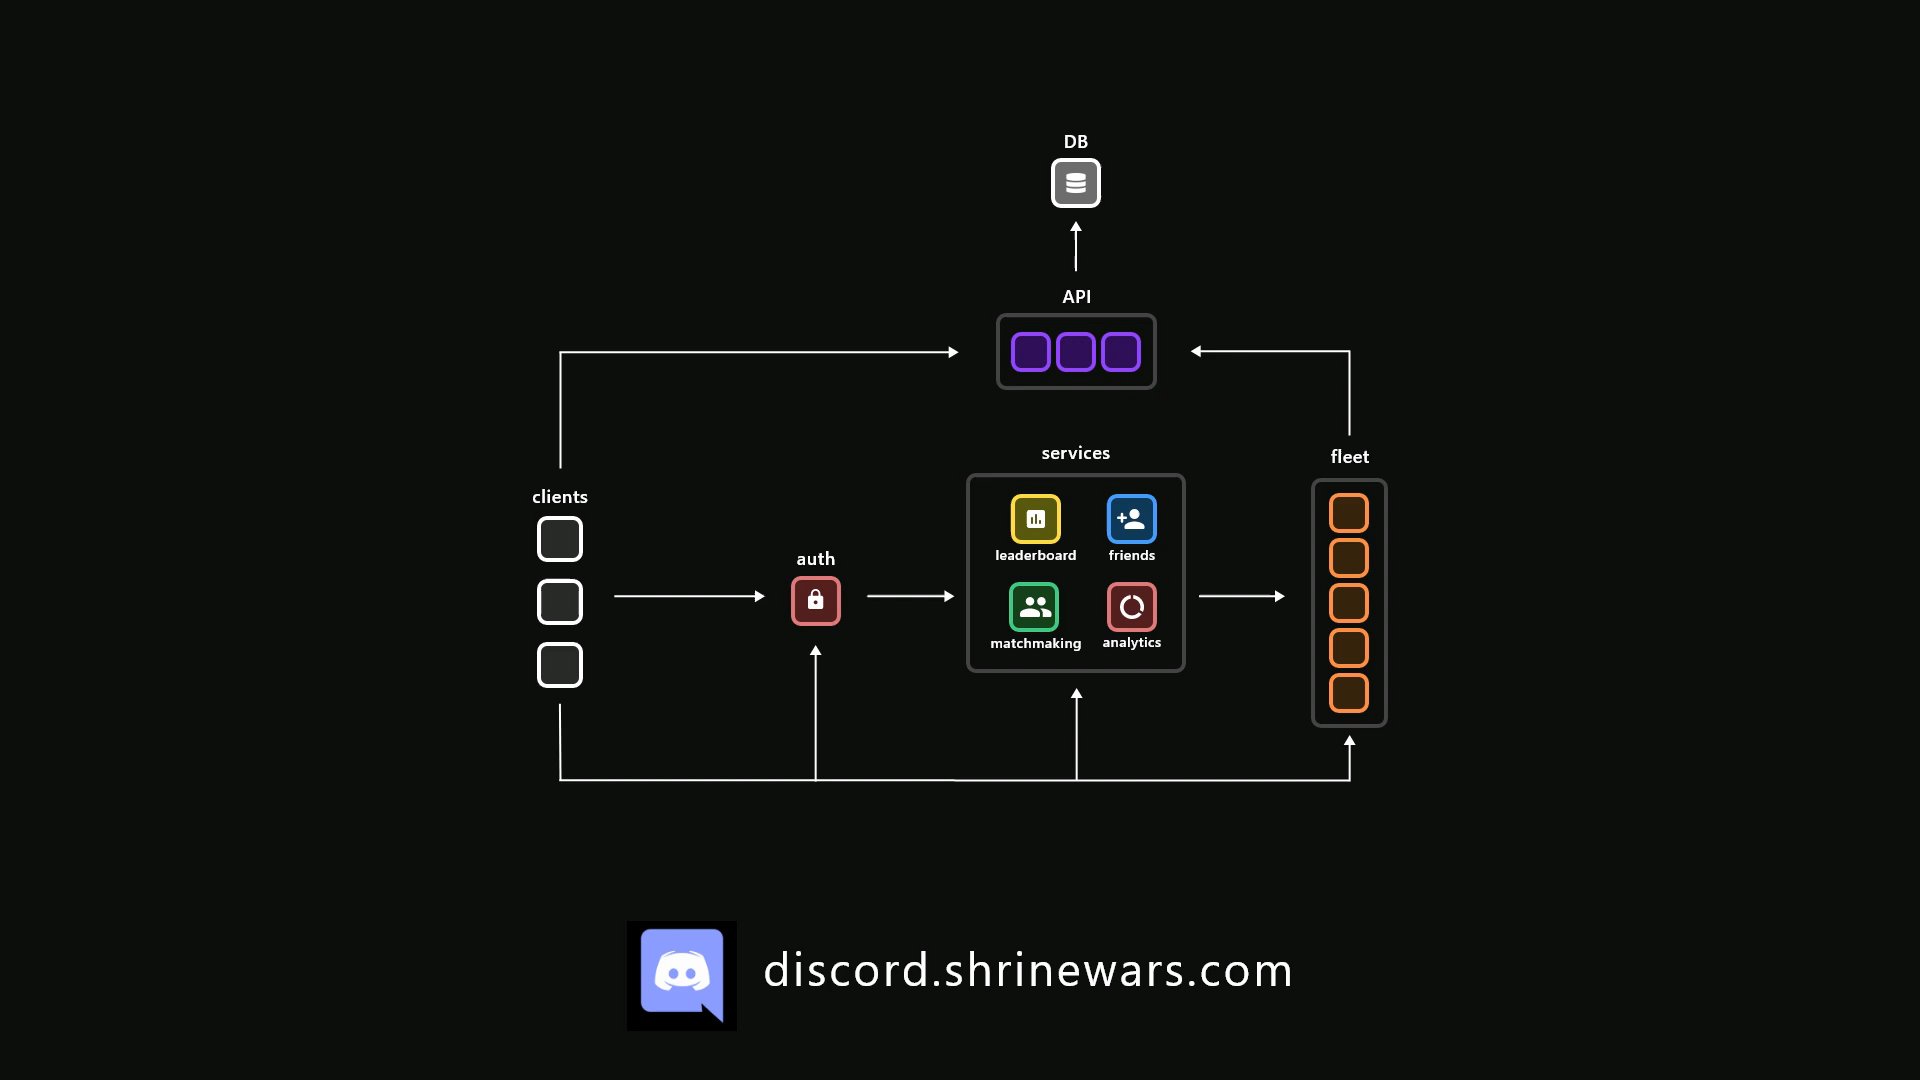 DB
API
services
fleet
clients
leaderboard
friends
auth
matchmaking
analytics
discord.shrinewars.com